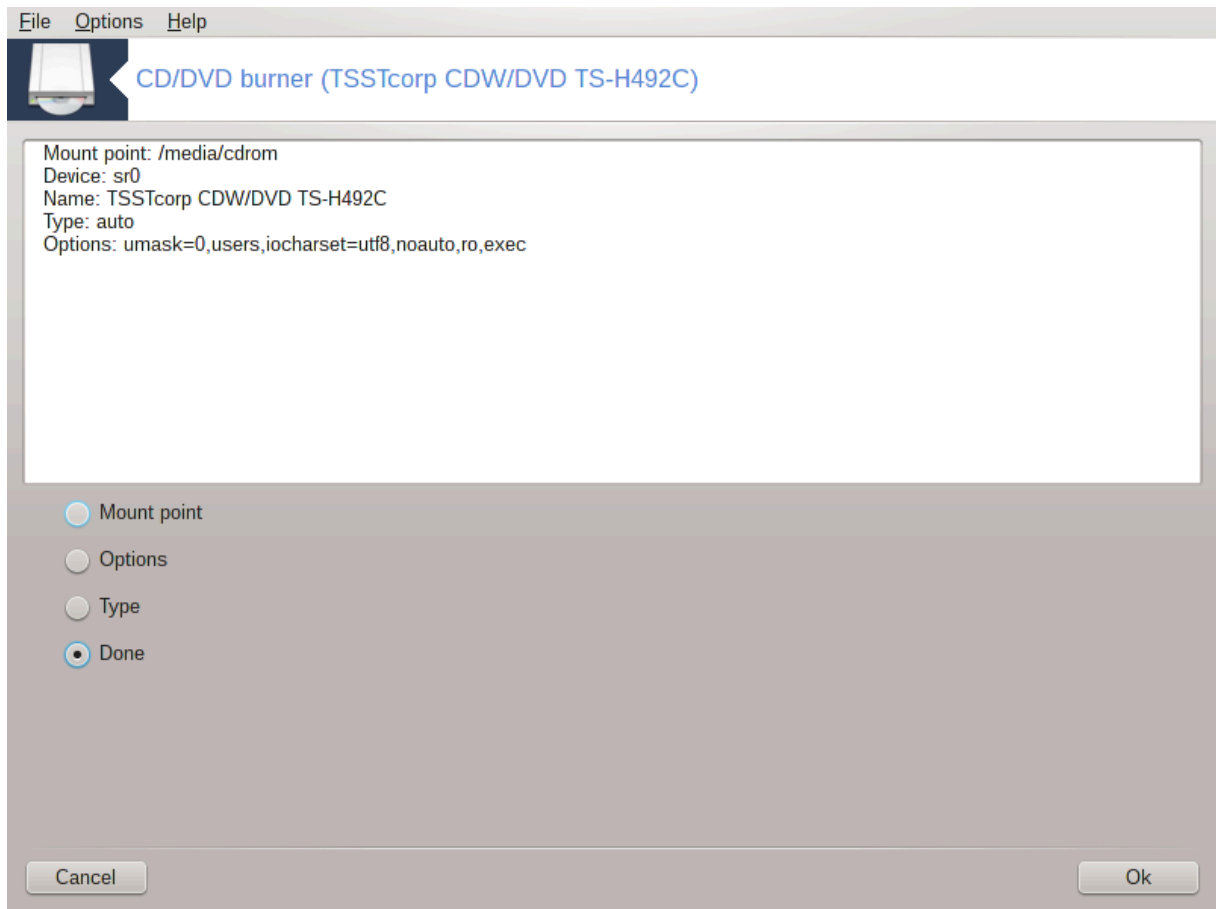 File Options Help
CD/DVD burner (TSSTcorp CDW/DVD TS-H492C)
Mount point: /media/cdrom
Device: sr0
Name: TSSTcorp CDW/DVD TS-H492C
Type: auto
Options: umask=0,users,iocharset=utf8,noauto,ro,exec
Mount point
Options
Type
Done
Cancel Ok